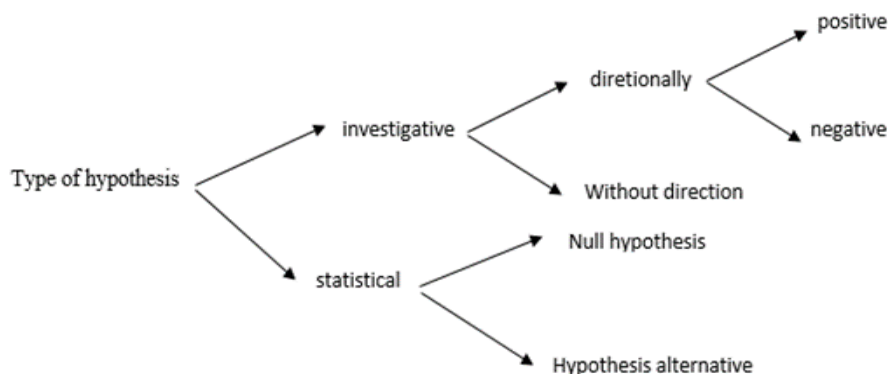 positive
diretionally
investigative
negative
Type of hypothesis
Without direction
Null hypothesis
statistical
Hypothesis alternative